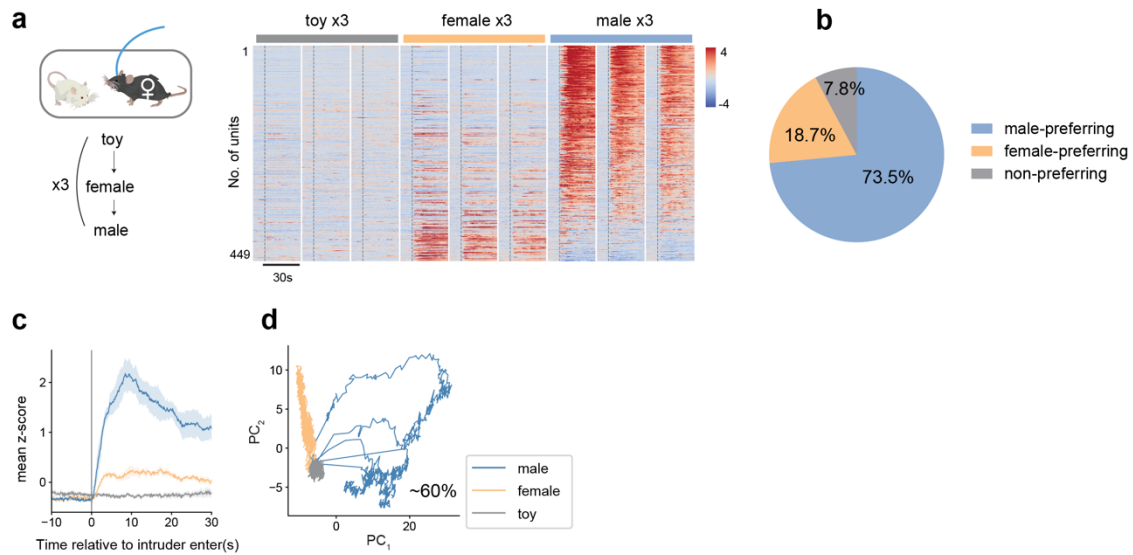 a
toy x3
female x3
male x3
toy
female
male
x3
No. of units
1
449
30s
4
-4
b
7.8%
18.7%
73.5%
male-preferring
female-preferring
non-preferring
c
mean z-score
2
1
0
−10
0
10
20
30
Time relative to intruder enter(s)
d
PC2
10
5
0
−5
0
20
PC1
~60%
male
female
toy